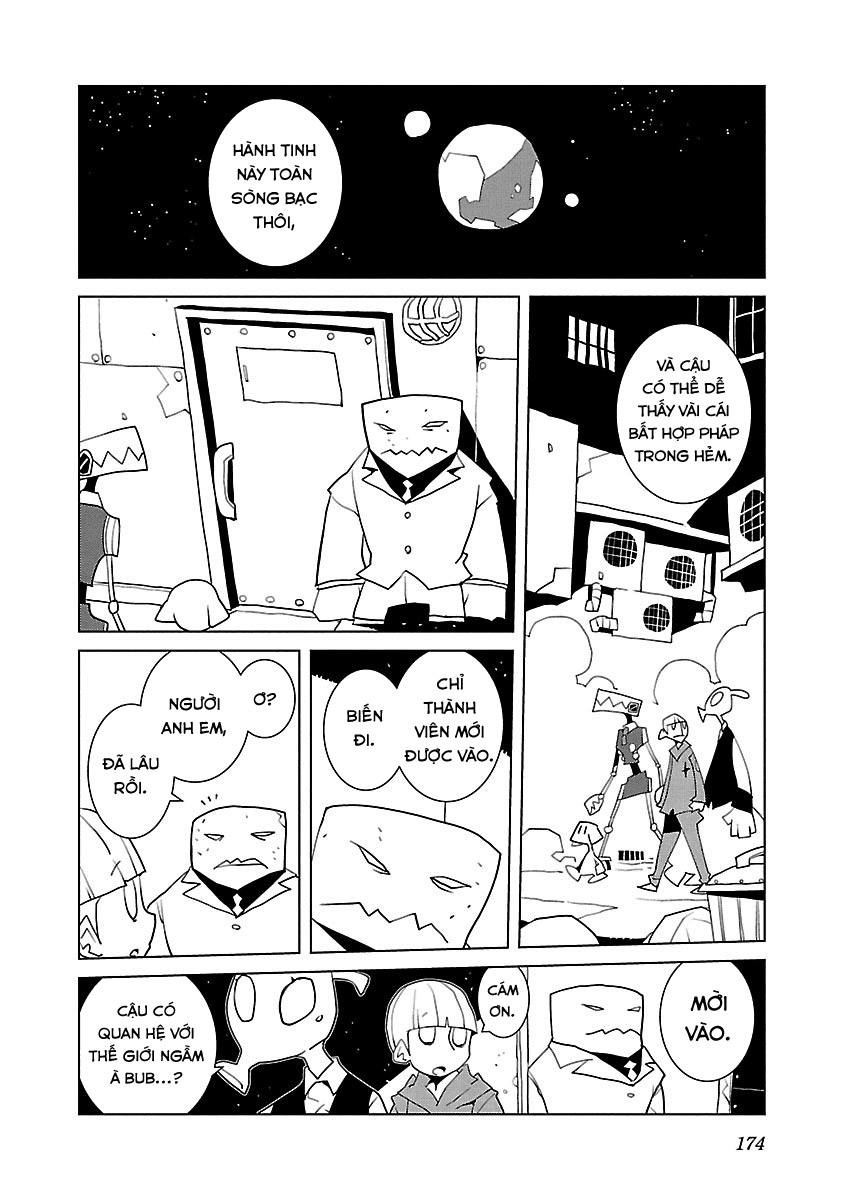 HÀNH TINH
NÀY TOÀN
SÒNG BẠC
THÔI,
VÀ CẬU
CÓ THỂ DỄ
THẤY VÀI CÁI
BẤT HỢP PHÁP
TRONG HẺM.
CHỈ
THÀNH
VIÊN MỚI
ĐƯỢC VÀO.
BIẾN
ĐI.
Ơ?
NGƯỜI
ANH EM,
ĐÃ LÂU
RỒI.
MỜI
VÀO.
CÁM
ƠN.
CẬU CÓ
QUAN HỆ VỚI
THẾ GIỚI NGẦM
À BUB...?
174